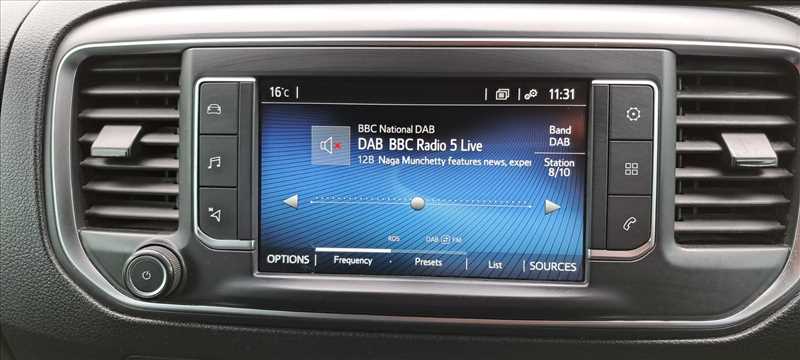 16°C
11:31
BBC National DAB
DAB BBC Radio 5 Live
12B Naga Munchetty features news, exper
Band
DAB
Station
8/10
RDS DAB FM
OPTIONS Frequency Presets List SOURCES